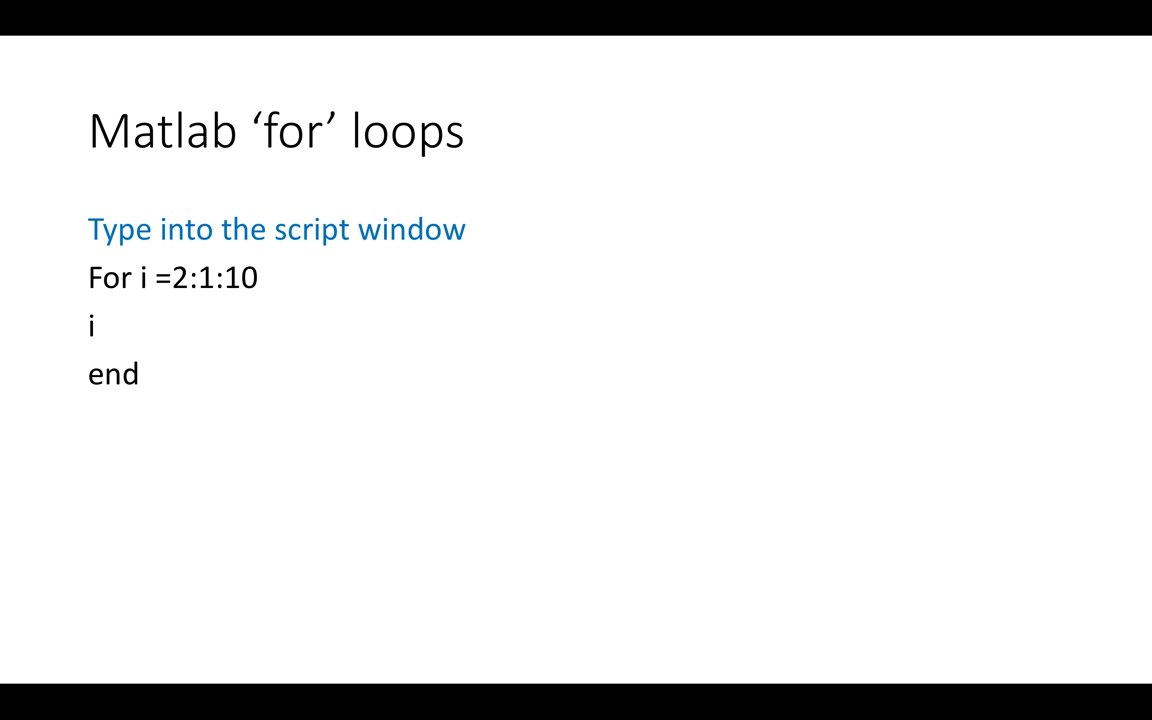 Matlab ‘for’ loops
Type into the script window
For i =2:1:10
i
end